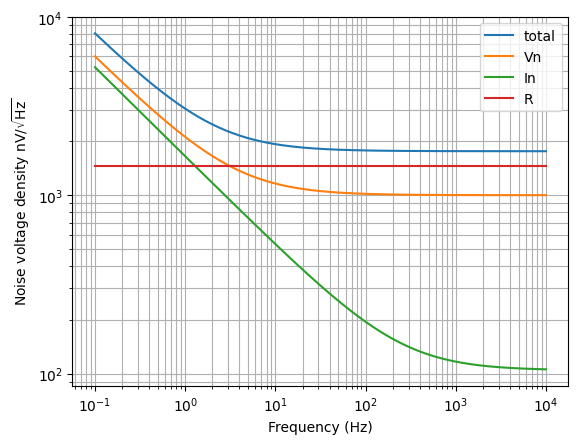 total
Vn
In
R
Noise voltage density nV/√Hz
10⁴
10³
10²
10⁻¹ 10⁰ 10¹ 10² 10³ 10⁴
Frequency (Hz)